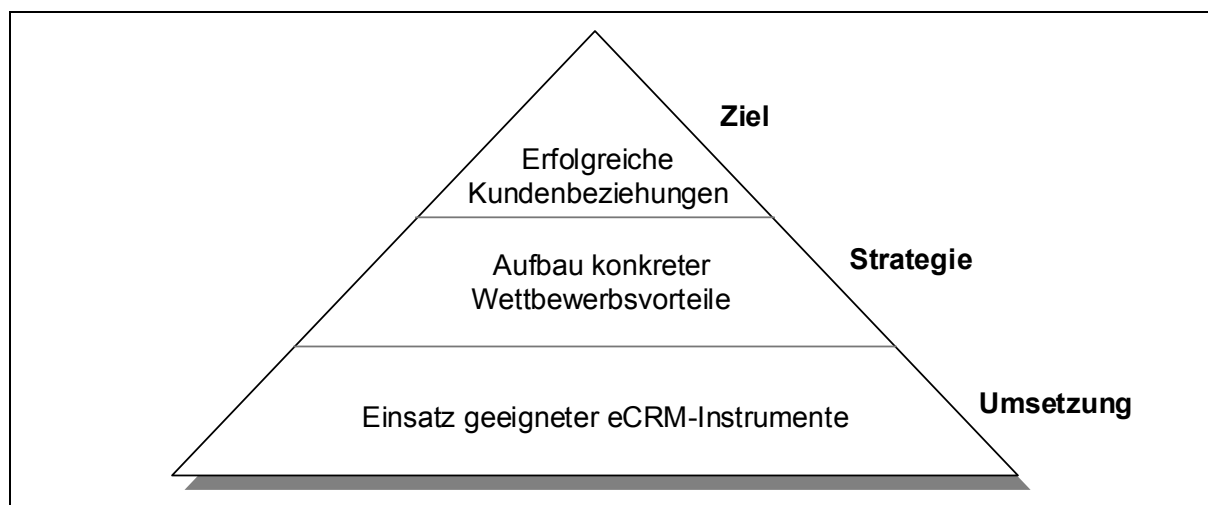 Ziel
Erfolgreiche
Kundenbeziehungen
Strategie
Aufbau konkreter
Wettbewerbsvorteile
Umsetzung
Einsatz geeigneter eCRM-Instrumente